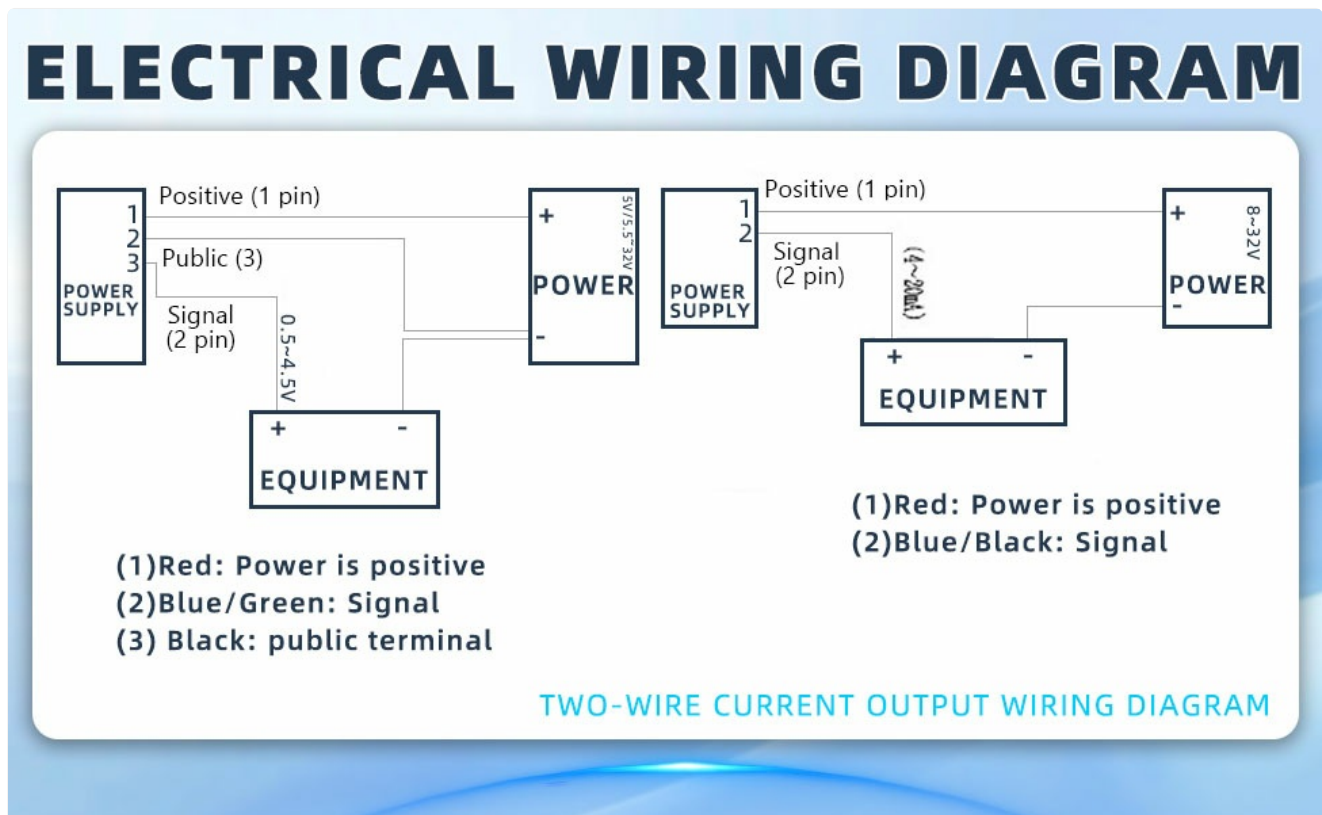 ELECTRICAL WIRING DIAGRAM
Positive (1 pin)
1
2
3
Public (3)
POWER
SUPPLY
Signal
(2 pin)
0.5~4.5V
+
5V/5.5~32V
POWER
-
+ -
EQUIPMENT
(1)Red: Power is positive
(2)Blue/Green: Signal
(3) Black: public terminal
Positive (1 pin)
1
2
Signal
(2 pin)
POWER
SUPPLY
(4~20mA)
+
8~32V
POWER
-
+ -
EQUIPMENT
(1)Red: Power is positive
(2)Blue/Black: Signal
TWO-WIRE CURRENT OUTPUT WIRING DIAGRAM